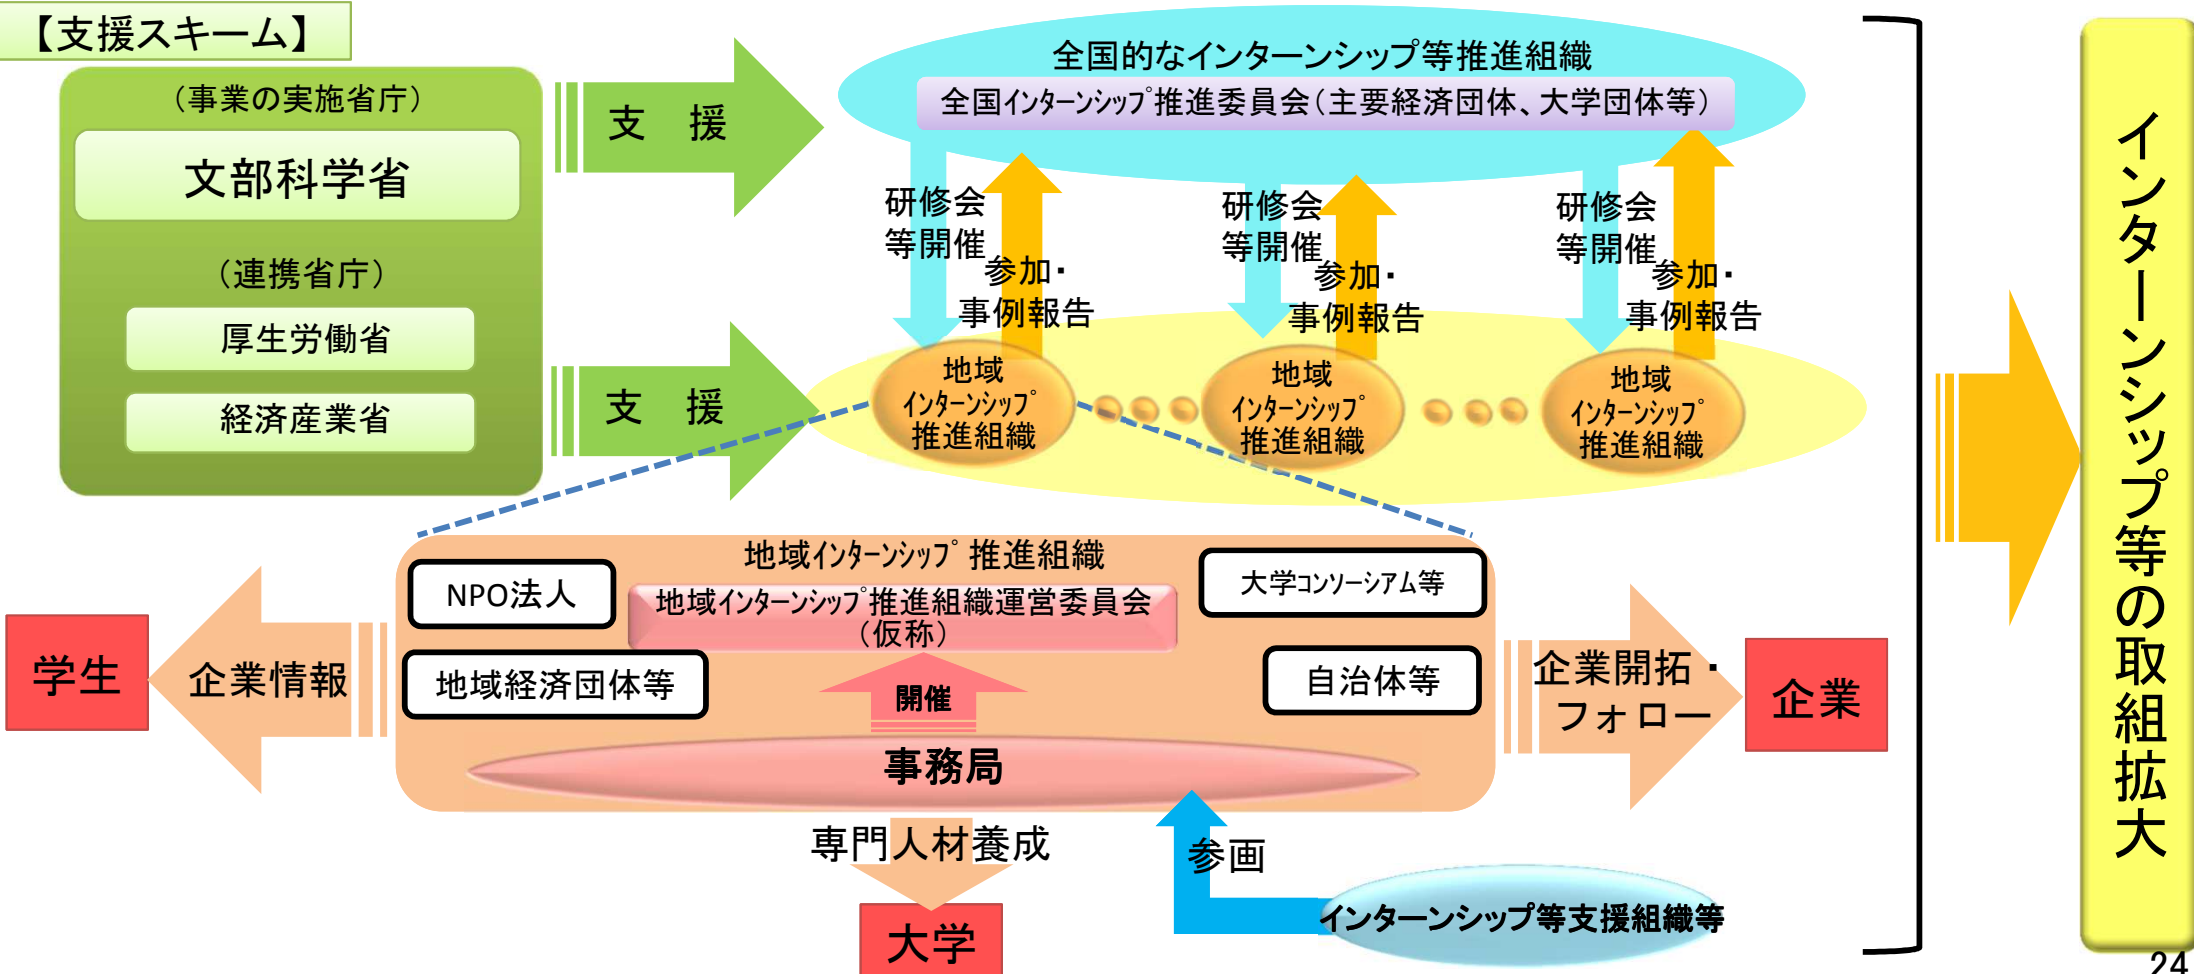 【支援スキーム】
（事業の実施省庁）
文部科学省
（連携省庁）
厚生労働省
経済産業省
支　援
支　援
全国的なインターンシップ等推進組織
全国ｲﾝﾀｰﾝｼｯﾌﾟ推進委員会（主要経済団体、大学団体等）
研修会
等開催
参加・
事例報告
研修会
等開催
参加・
事例報告
研修会
等開催
参加・
事例報告
地域
ｲﾝﾀｰﾝｼｯﾌﾟ
推進組織
地域
ｲﾝﾀｰﾝｼｯﾌﾟ
推進組織
地域
ｲﾝﾀｰﾝｼｯﾌﾟ
推進組織
地域ｲﾝﾀｰﾝｼｯﾌﾟ推進組織
NPO法人
地域ｲﾝﾀｰﾝｼｯﾌﾟ推進組織運営委員会
（仮称）
大学ｺﾝｿｰｼｱﾑ等
地域経済団体等
開催
自治体等
事務局
学生
企業情報
企業開拓・
フォロー
企業
専門人材養成
大学
参画
インターンシップ等支援組織等
インターンシップ等の取組拡大
24